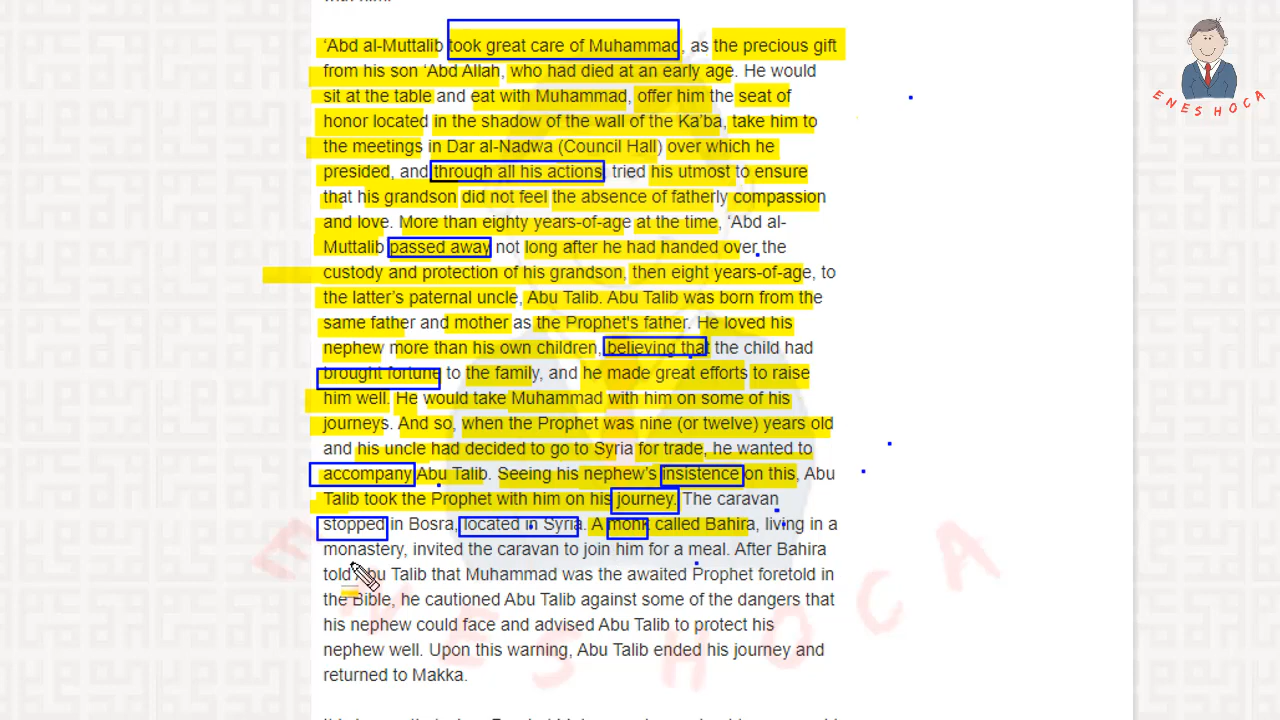 ‘Abd al-Muttalib took great care of Muhammad, as the precious gift
from his son ‘Abd Allah, who had died at an early age. He would
sit at the table and eat with Muhammad, offer him the seat of
honor located in the shadow of the wall of the Ka’ba, take him to
the meetings in Dar al-Nadwa (Council Hall) over which he
presided, and through all his actions, tried his utmost to ensure
that his grandson did not feel the absence of fatherly compassion
and love. More than eighty years-of-age at the time, ‘Abd al-
Muttalib passed away not long after he had handed over the
custody and protection of his grandson, then eight years-of-age, to
the latter’s paternal uncle, Abu Talib. Abu Talib was born from the
same father and mother as the Prophet's father. He loved his
nephew more than his own children, believing that the child had
brought fortune to the family, and he made great efforts to raise
him well. He would take Muhammad with him on some of his
journeys. And so, when the Prophet was nine (or twelve) years old
and his uncle had decided to go to Syria for trade, he wanted to
accompany Abu Talib. Seeing his nephew’s insistence on this, Abu
Talib took the Prophet with him on his journey. The caravan
stopped in Bosra, located in Syria. A monk called Bahira, living in a
monastery, invited the caravan to join him for a meal. After Bahira
told Abu Talib that Muhammad was the awaited Prophet foretold in
the Bible, he cautioned Abu Talib against some of the dangers that
his nephew could face and advised Abu Talib to protect his
nephew well. Upon this warning, Abu Talib ended his journey and
returned to Makka.
ENES HOCA
ENES HOCA